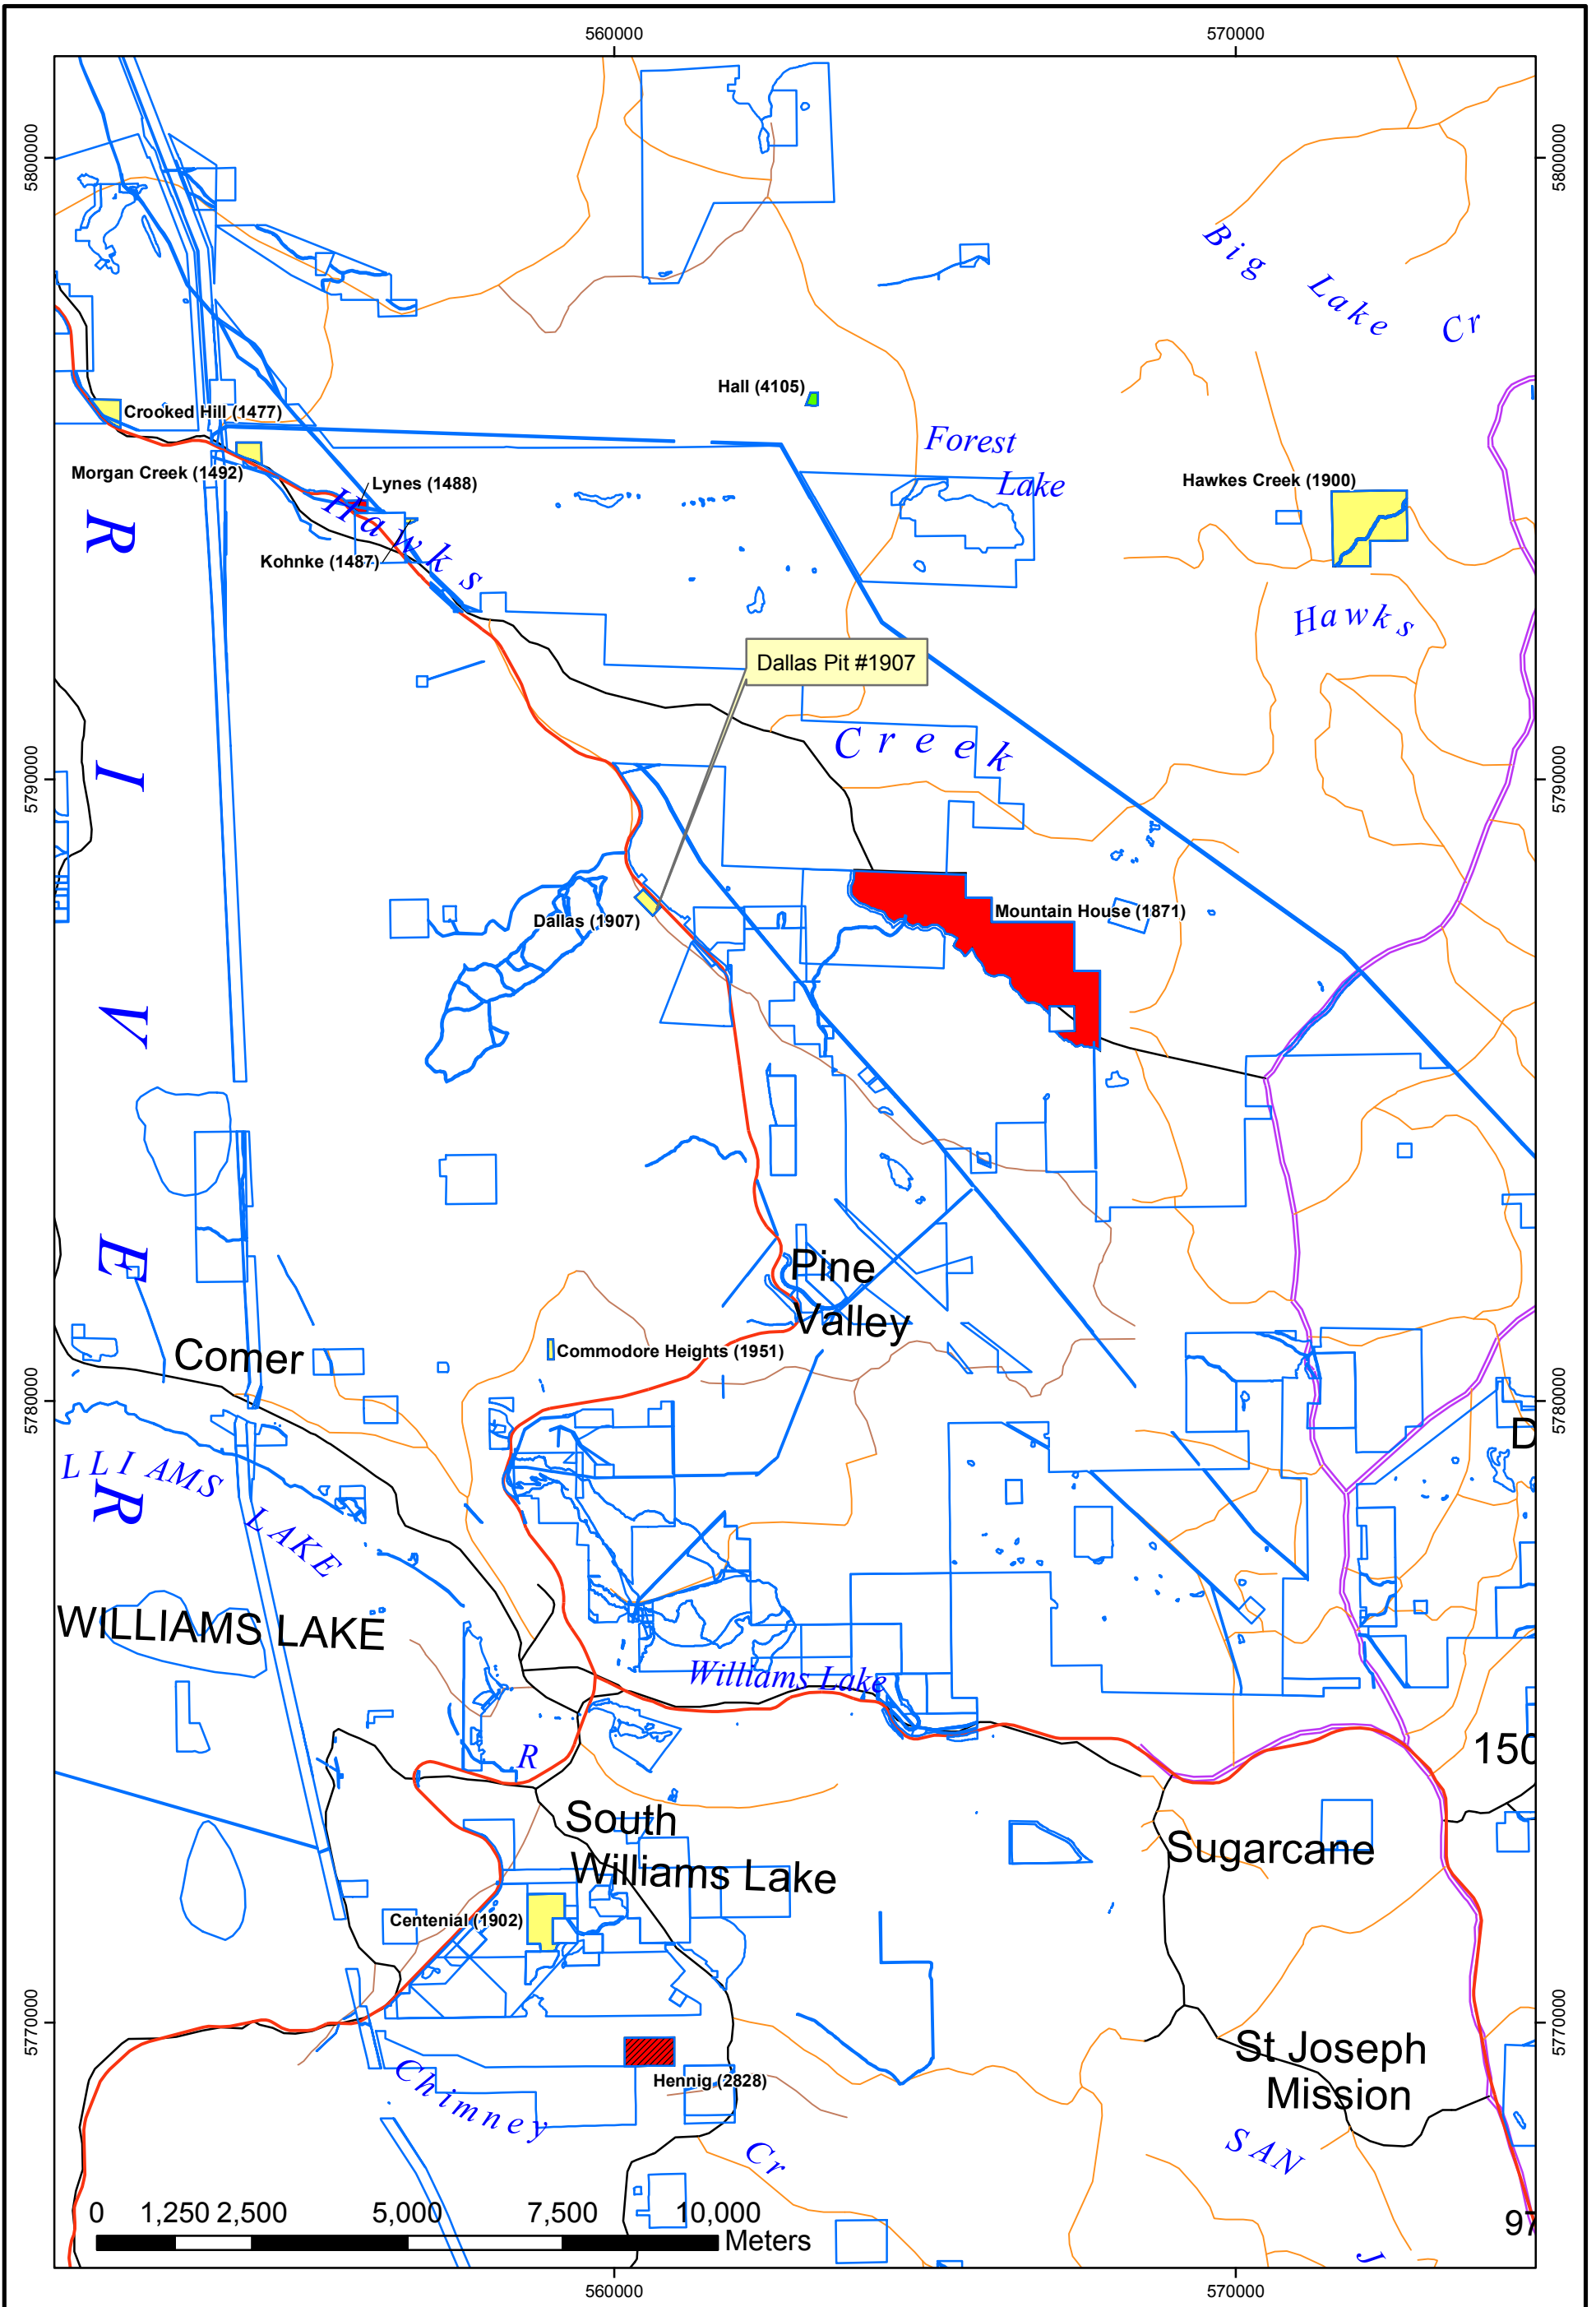 560000
570000
5800000
5800000
Big Lake Cr
Hall (4105)
Crooked Hill (1477)
Forest
Lake
Morgan Creek (1492)
Lynes (1488)
Hawkes Creek (1900)
Hawks
Kohnke (1487)
Hawks
Dallas Pit #1907
Creek
5790000
5790000
Mountain House (1871)
Dallas (1907)
R I V E R
Pine
Valley
Comer
Commodore Heights (1951)
5780000
5780000
D
LLIAMS LAKE
WILLIAMS LAKE
Williams Lake
R
150
South
Williams Lake
Sugarcane
Centenial (1902)
5770000
5770000
St Joseph
Mission
Hennig (2828)
Chimney
Cr
SAN
J
97
0 1,250 2,500 5,000 7,500 10,000
Meters
560000
570000